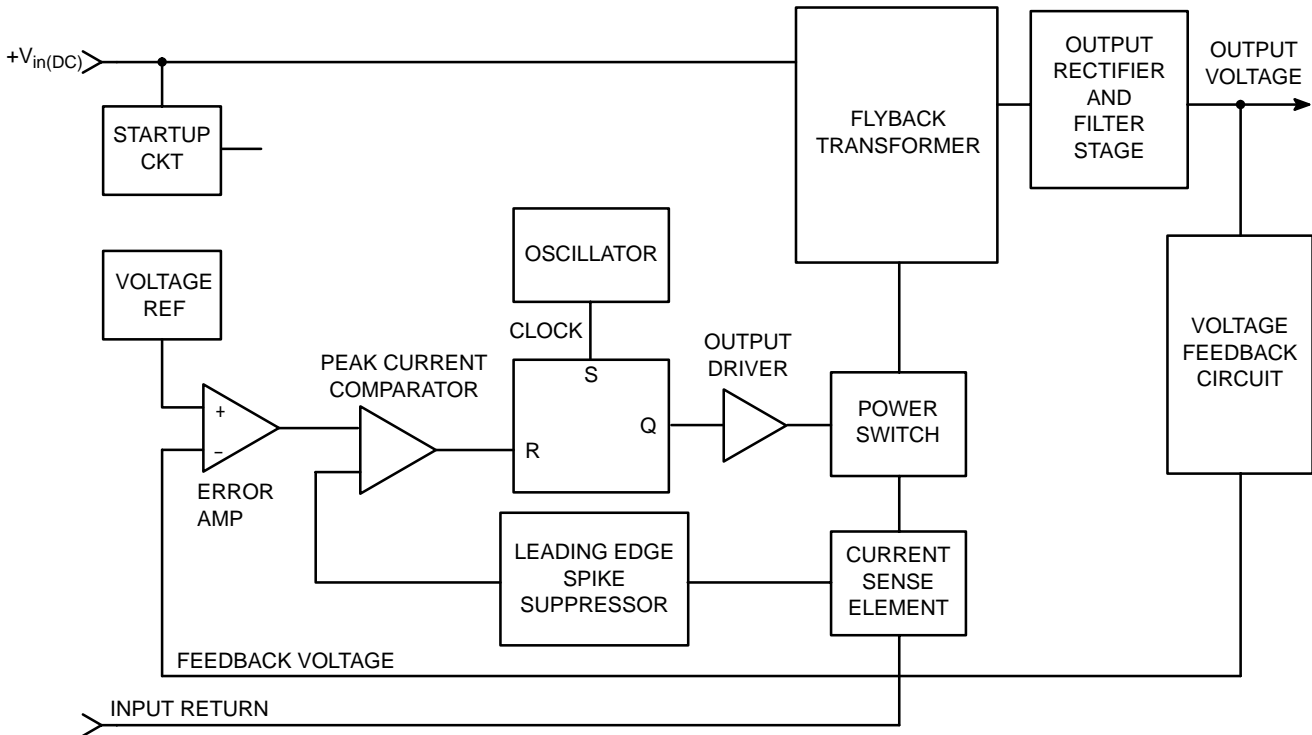 +Vin(DC)
STARTUP
CKT
FLYBACK
TRANSFORMER
OUTPUT
RECTIFIER
AND
FILTER
STAGE
OUTPUT
VOLTAGE
VOLTAGE
REF
OSCILLATOR
CLOCK
PEAK CURRENT
COMPARATOR
S
R
Q
OUTPUT
DRIVER
POWER
SWITCH
VOLTAGE
FEEDBACK
CIRCUIT
+
−
ERROR
AMP
LEADING EDGE
SPIKE
SUPPRESSOR
CURRENT
SENSE
ELEMENT
FEEDBACK VOLTAGE
INPUT RETURN